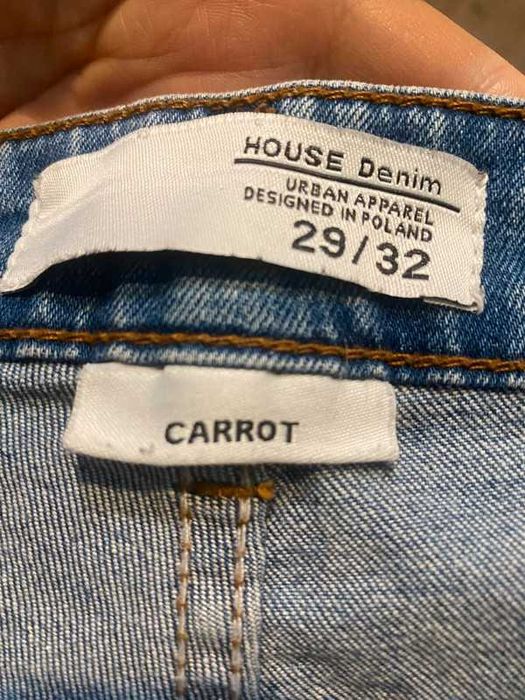 HOUSE Denim
URBAN APPAREL
DESIGNED IN POLAND
29/32
CARROT